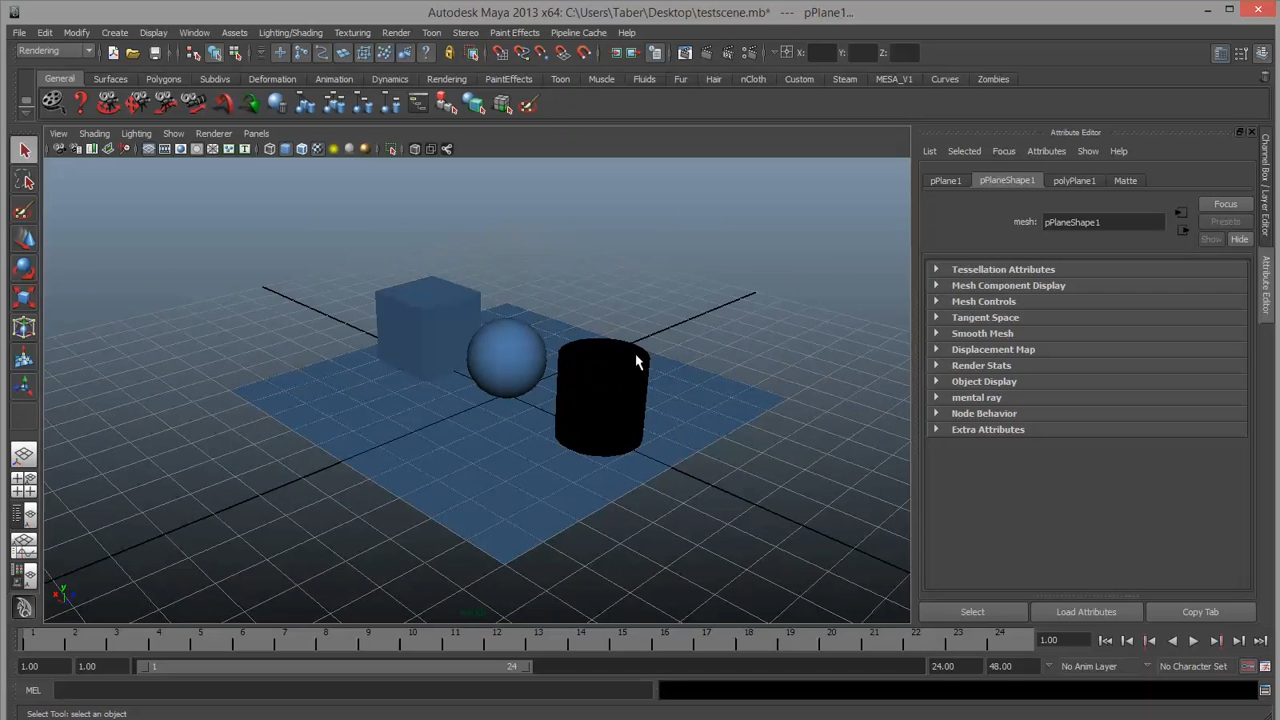 Autodesk Maya 2013 x64: C:\Users\Taber\Desktop\testscene.mb* --- pPlane1...
File Edit Modify Create Display Window Assets Lighting/Shading Texturing Render Toon Stereo Paint Effects Pipeline Cache Help
Rendering X: Y: Z:
General Surfaces Polygons Subdivs Deformation Animation Dynamics Rendering PaintEffects Toon Muscle Fluids Fur Hair nCloth Custom Steam MESA_V1 Curves Zombies
View Shading Lighting Show Renderer Panels
Attribute Editor
List Selected Focus Attributes Show Help
pPlane1 pPlaneShape1 polyPlane1 Matte
Focus
mesh: pPlaneShape1 Presets
Show Hide
Tessellation Attributes
Mesh Component Display
Mesh Controls
Tangent Space
Smooth Mesh
Displacement Map
Render Stats
Object Display
mental ray
Node Behavior
Extra Attributes
Select Load Attributes Copy Tab
Channel Box / Layer Editor
Attribute Editor
y
1 2 3 4 5 6 7 8 9 10 11 12 13 14 15 16 17 18 19 20 21 22 23 24 1.00
1.00 1.00 1 24 24.00 48.00 No Anim Layer No Character Set
MEL
Select Tool: select an object